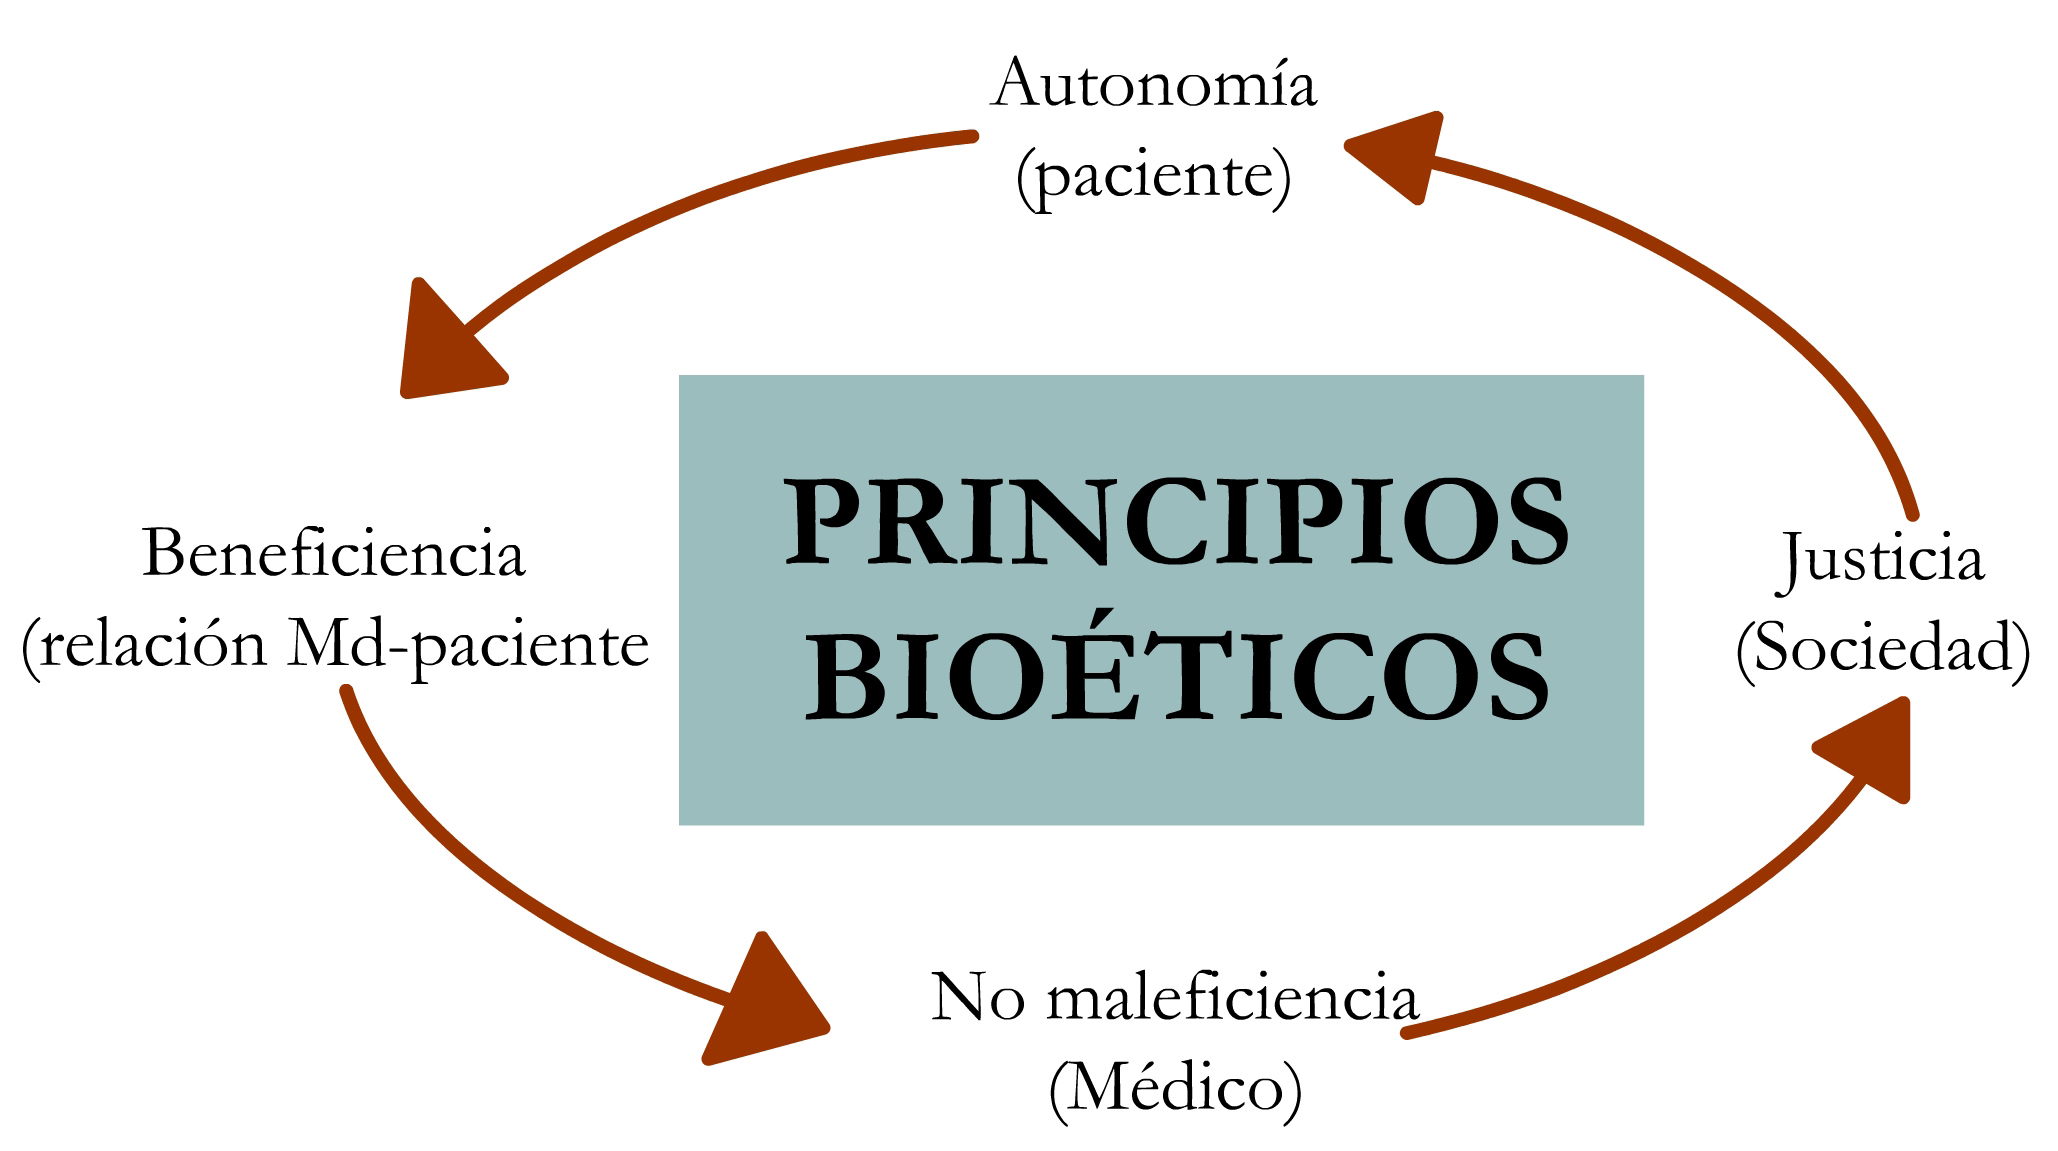 Autonomía
(paciente)
Beneficiencia
(relación Md-paciente
PRINCIPIOS
BIOÉTICOS
Justicia
(Sociedad)
No maleficiencia
(Médico)